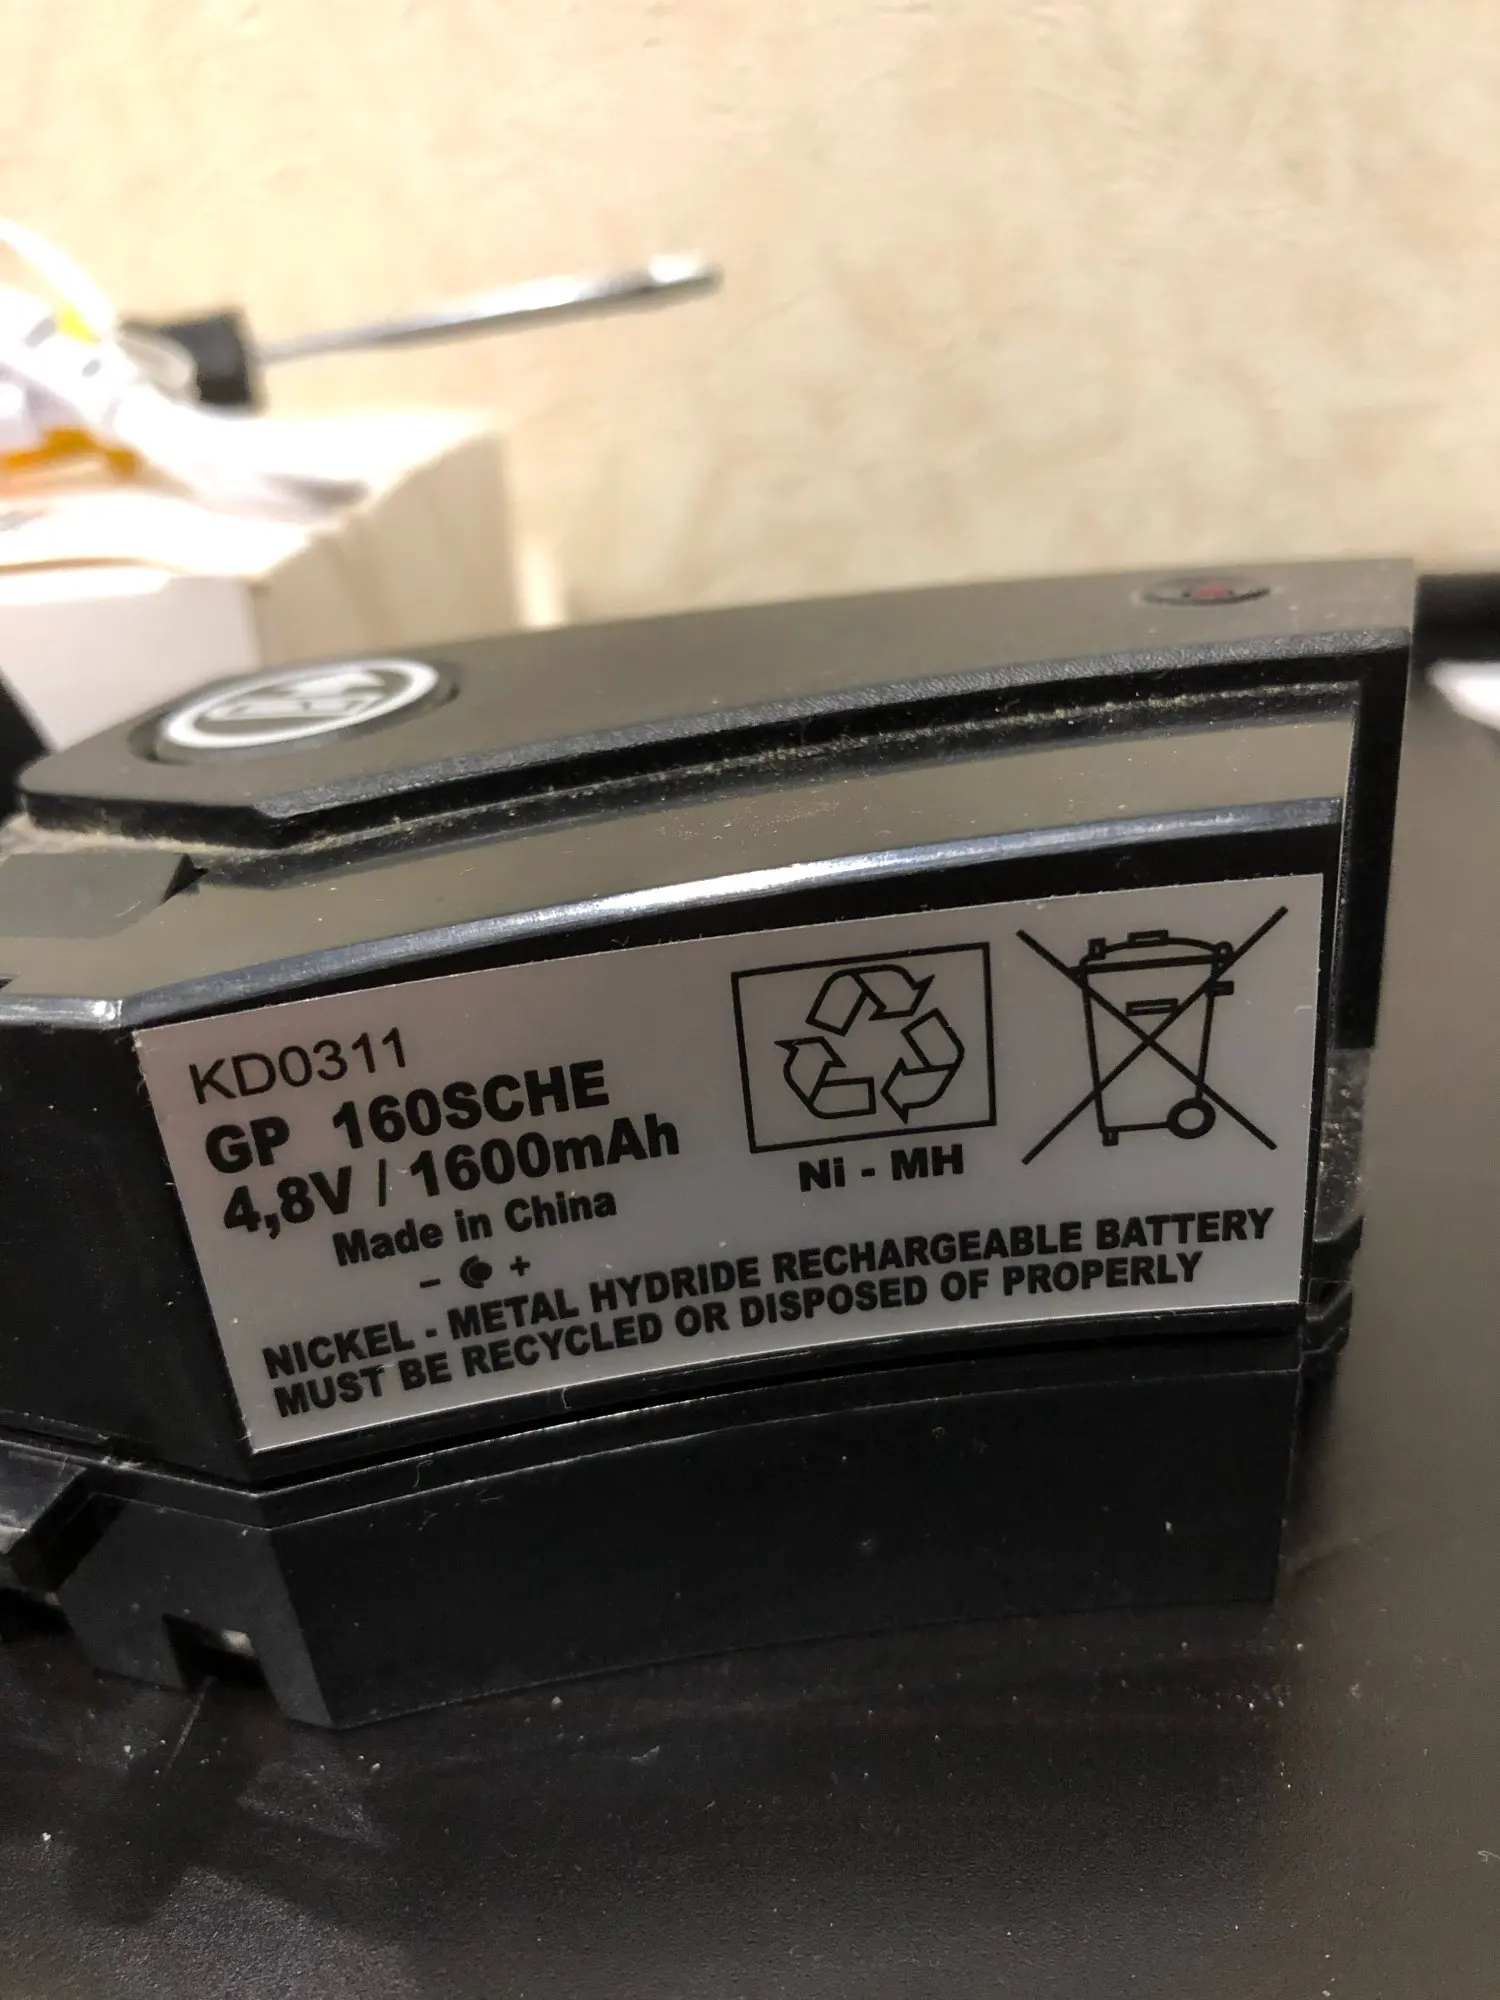 KD0311
GP 160SCHE
4,8V / 1600mAh
Made in China
- +
Ni - MH
NICKEL - METAL HYDRIDE RECHARGEABLE BATTERY
MUST BE RECYCLED OR DISPOSED OF PROPERLY